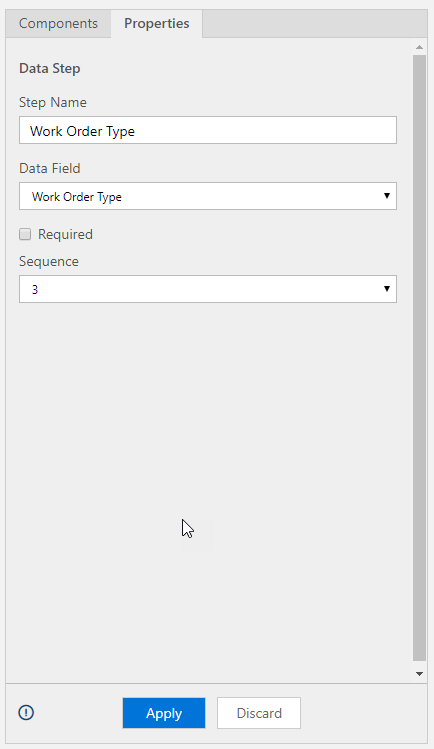 Components Properties
Data Step
Step Name
Work Order Type
Data Field
Work Order Type
Required
Sequence
3
Apply Discard